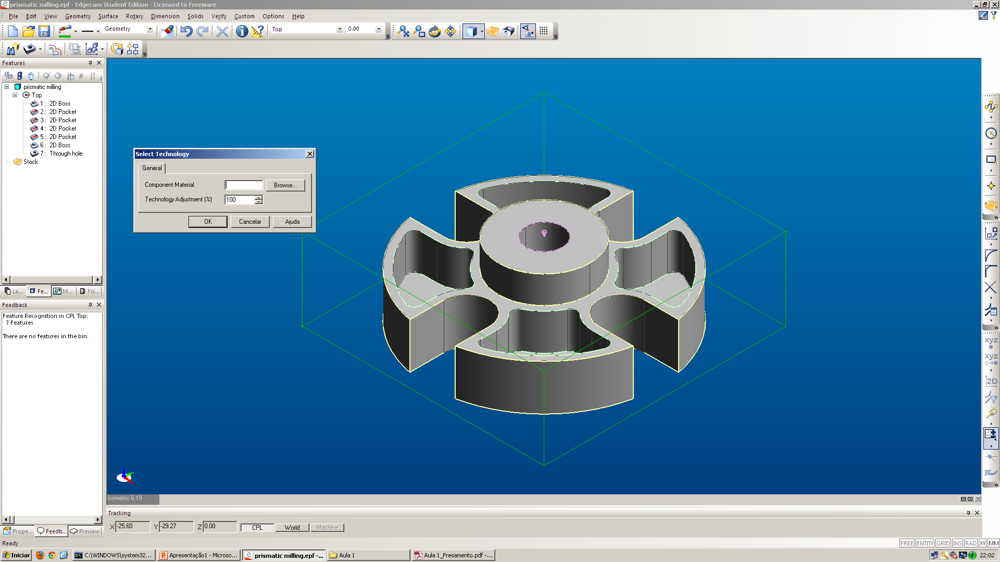 prismatic milling.epf - Edgecam Student Edition - Licensed to Freeware
File Edit View Geometry Surface Rotary Dimension Solids Verify Custom Options Help
Geometry Top 0.00
Features
prismatic milling
Top
1 : 2D Boss
2 : 2D Pocket
3 : 2D Pocket
4 : 2D Pocket
5 : 2D Pocket
6 : 2D Boss
7 : Through hole
Stock
La... Fe... M... Fix...
Feedback
Feature Recognition in CPL Top:
7 Features
There are no features in the bin.
Prope... Feedb... Preview
Select Technology
General
Component Material Browse...
Technology Adjustment (%) 100
OK Cancelar Ajuda
Isometric 6.19
Tracking
X -25.60 Y -29.27 Z 0.00 CPL World Machine
xyz
xyz
2D
Ready
FREE ENTITY GRID INS RAD XY MM
Iniciar C:\WINDOWS\system32... Apresentação1 - Microso... prismatic milling.epf -... Aula 1 Aula 1_Fresamento.pdf -... 22:02